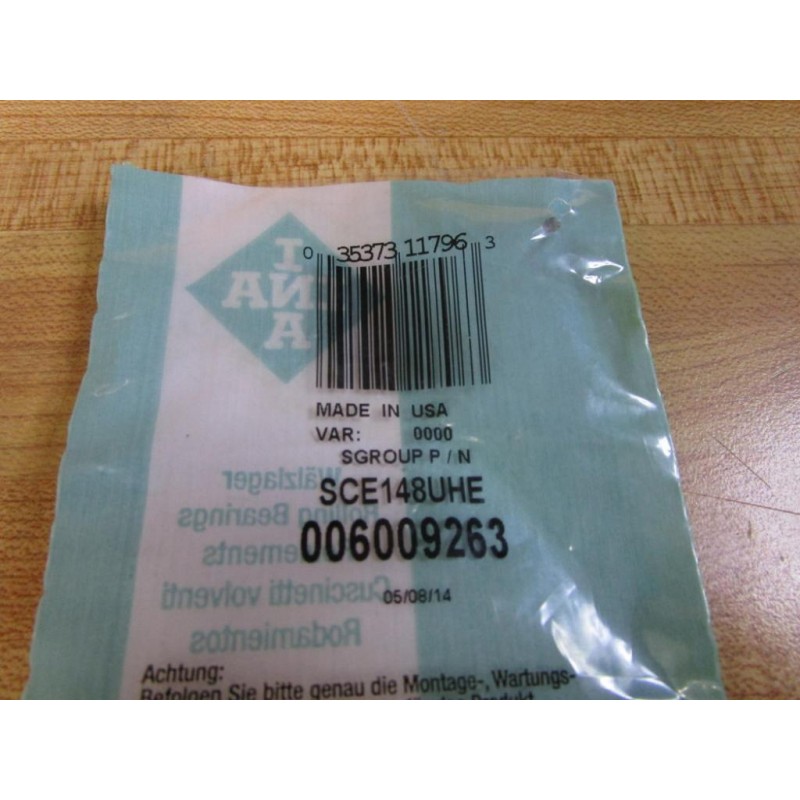 0 35373 11796 3
I
INA
A
MADE IN USA
VAR: 0000
SGROUP P / N
SCE148UHE
006009263
05/08/14
Wälzlager
Rolling Bearings
Cuscinetti volventi
Rodamientos
Achtung:
Befolgen Sie bitte genau die Montage-, Wartungs-
Produkt